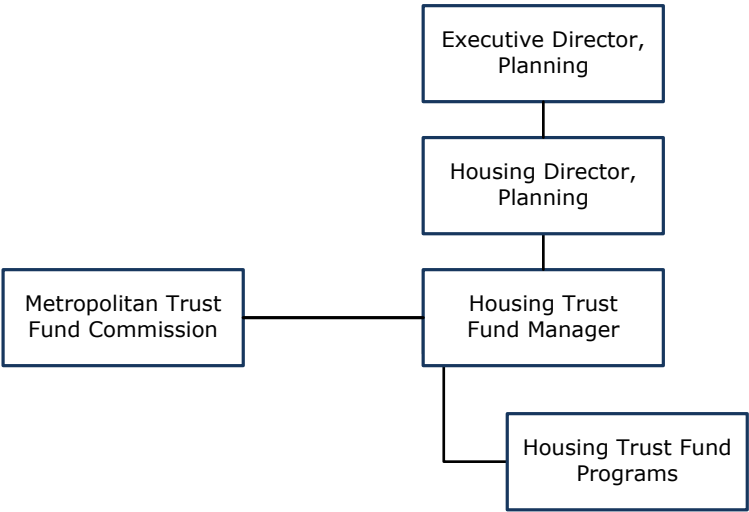 Executive Director,
Planning
Housing Director,
Planning
Metropolitan Trust
Fund Commission
Housing Trust
Fund Manager
Housing Trust Fund
Programs